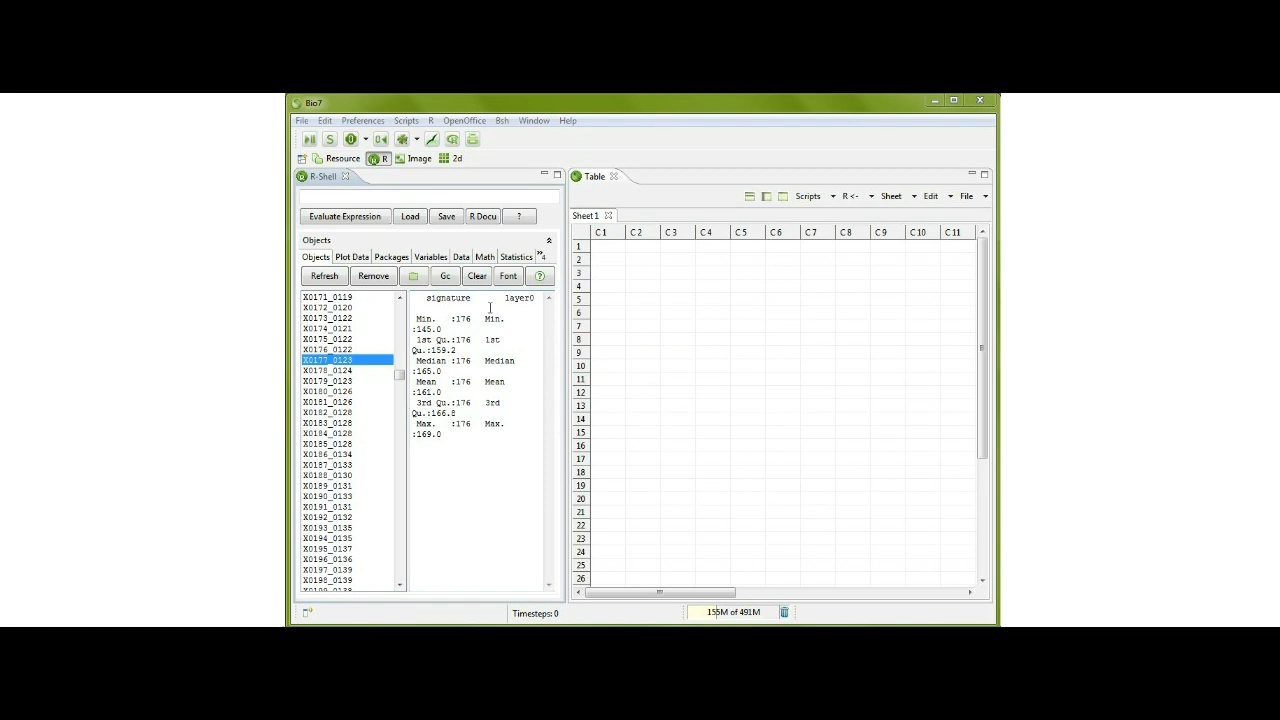 Bio7
File Edit Preferences Scripts R OpenOffice Bsh Window Help
Resource R Image 2d
R-Shell
Table
Scripts R <- Sheet Edit File
Evaluate Expression Load Save R Docu ?
Sheet1
Objects
C1 C2 C3 C4 C5 C6 C7 C8 C9 C10 C11
Objects Plot Data Packages Variables Data Math Statistics »4
Refresh Remove Gc Clear Font ?
X0171_0119
X0172_0120
X0173_0122
X0174_0121
X0175_0122
X0176_0122
X0177_0123
X0178_0124
X0179_0123
X0180_0126
X0181_0126
X0182_0128
X0183_0128
X0184_0128
X0185_0128
X0186_0134
X0187_0133
X0188_0130
X0189_0131
X0190_0133
X0191_0131
X0192_0132
X0193_0135
X0194_0135
X0195_0137
X0196_0136
X0197_0139
X0198_0139
X0199_0138
signature layer0
Min. :176 Min.
:145.0
1st Qu.:176 1st
Qu.:159.2
Median :176 Median
:165.0
Mean :176 Mean
:161.0
3rd Qu.:176 3rd
Qu.:166.8
Max. :176 Max.
:169.0
1
2
3
4
5
6
7
8
9
10
11
12
13
14
15
16
17
18
19
20
21
22
23
24
25
26
Timesteps: 0
155M of 491M